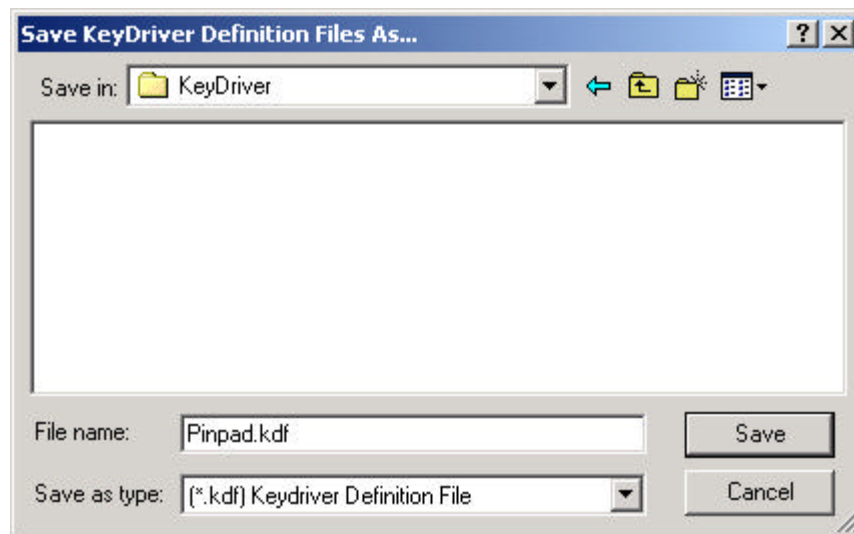 Save KeyDriver Definition Files As...
Save in: KeyDriver
File name: Pinpad.kdf Save
Save as type: (*.kdf) Keydriver Definition File Cancel